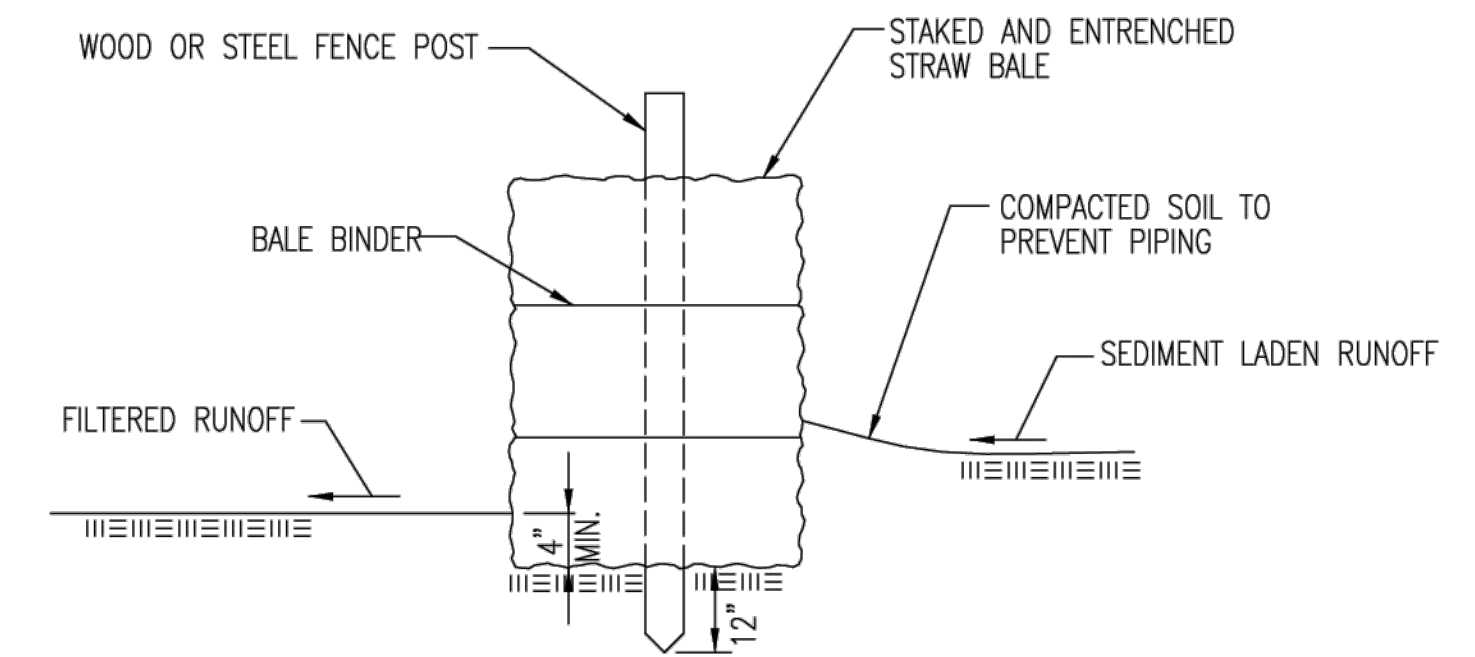 WOOD OR STEEL FENCE POST
STAKED AND ENTRENCHED
STRAW BALE
BALE BINDER
COMPACTED SOIL TO
PREVENT PIPING
SEDIMENT LADEN RUNOFF
FILTERED RUNOFF
4"
MIN.
12"